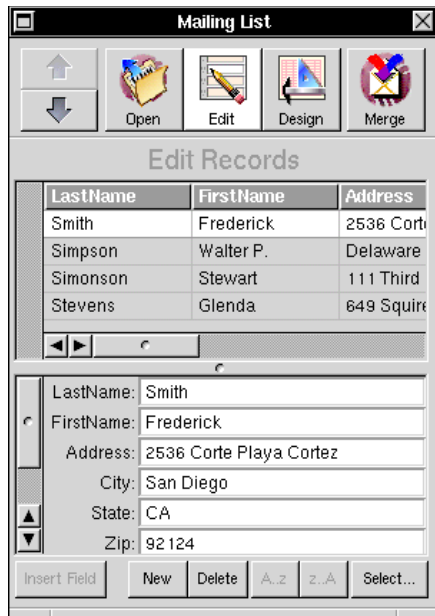 Mailing List
Open Edit Design Merge
Edit Records
LastName FirstName Address
Smith Frederick 2536 Cort
Simpson Walter P. Delaware
Simonson Stewart 111 Third
Stevens Glenda 649 Squire
LastName: Smith
FirstName: Frederick
Address: 2536 Corte Playa Cortez
City: San Diego
State: CA
Zip: 92124
Insert Field New Delete A..z z..A Select...